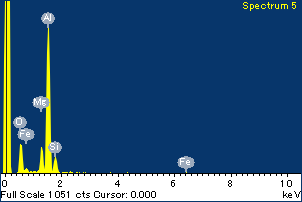 Spectrum 5
Al
Mg
O
Fe
Si
Fe
0 2 4 6 8 10
Full Scale 1051 cts Cursor: 0.000 keV